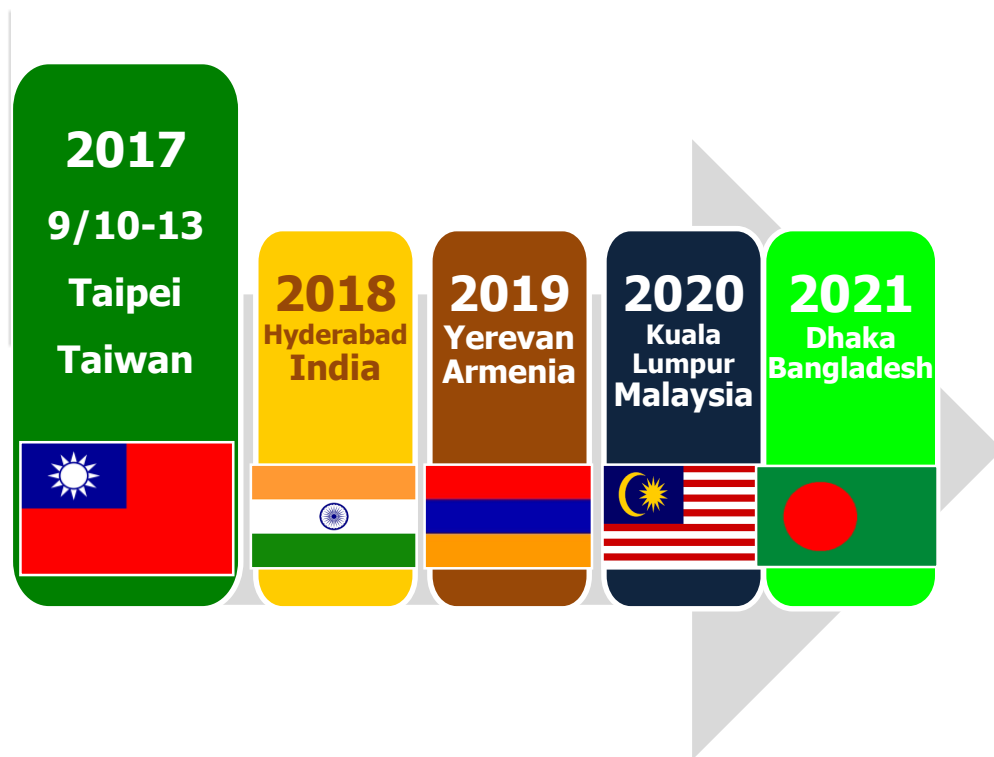 2017
9/10-13
Taipei
Taiwan
2018
Hyderabad
India
2019
Yerevan
Armenia
2020
Kuala
Lumpur
Malaysia
2021
Dhaka
Bangladesh